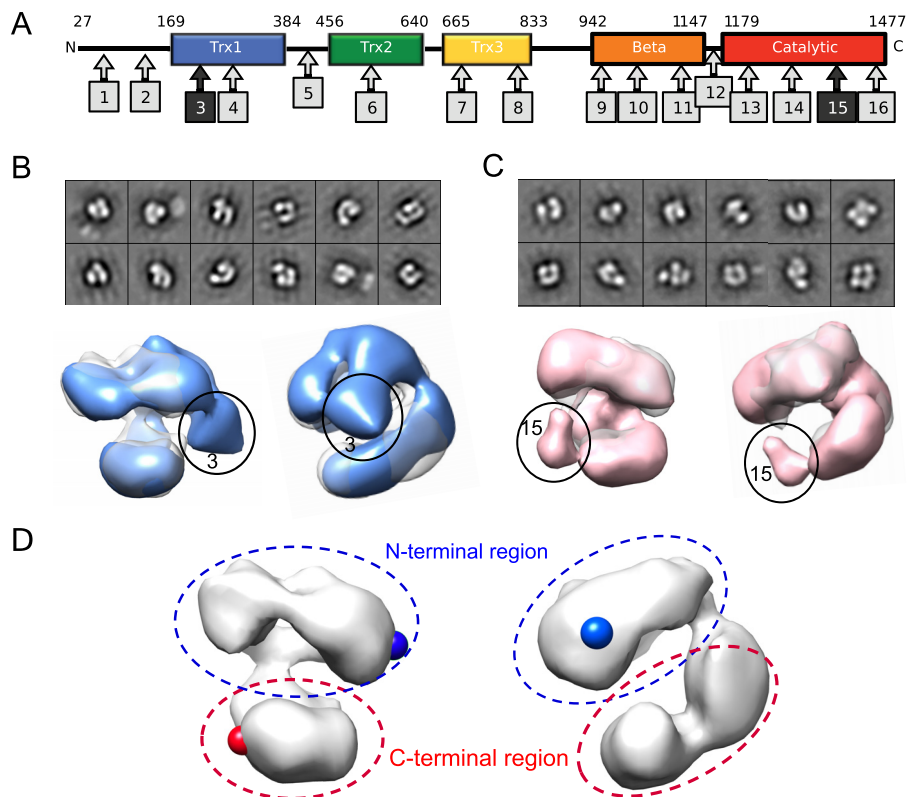 A
27 169 384 456 640 665 833 942 1147 1179 1477
N Trx1 Trx2 Trx3 Beta Catalytic C
1 2 3 4 5 6 7 8 9 10 11 12 13 14 15 16
B C
3 3 15 15
D
N-terminal region
C-terminal region